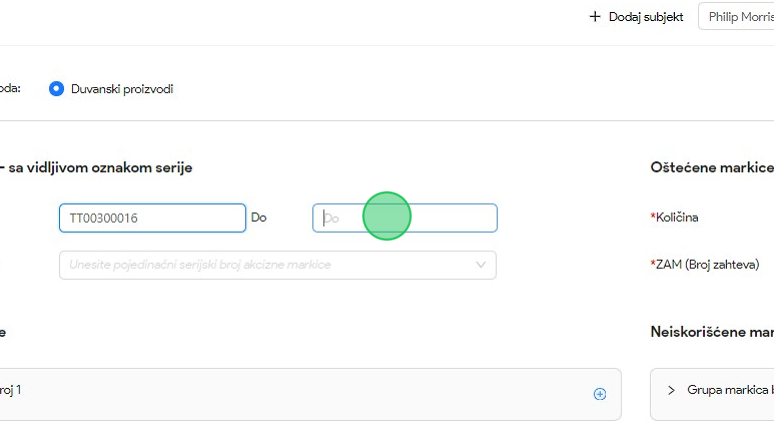 + Dodaj subjekt
Philip Morris
oda:
Duvanski proizvodi
- sa vidljivom oznakom serije
Oštećene markice
TT00300016
Do
Do
*Količina
Unesite pojedinaćni serijski broj akcizne markice
*ZAM (Broj zahteva)
e
Neiskorišćene mar
roj 1
Grupa markica b